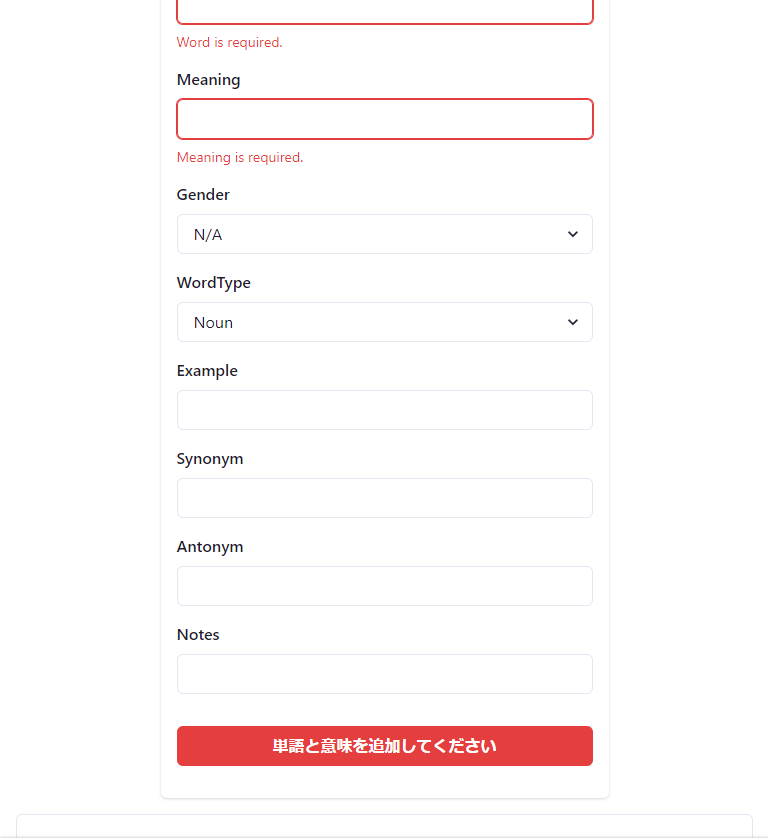 Word is required.
Meaning
Meaning is required.
Gender
N/A
WordType
Noun
Example
Synonym
Antonym
Notes
単語と意味を追加してください